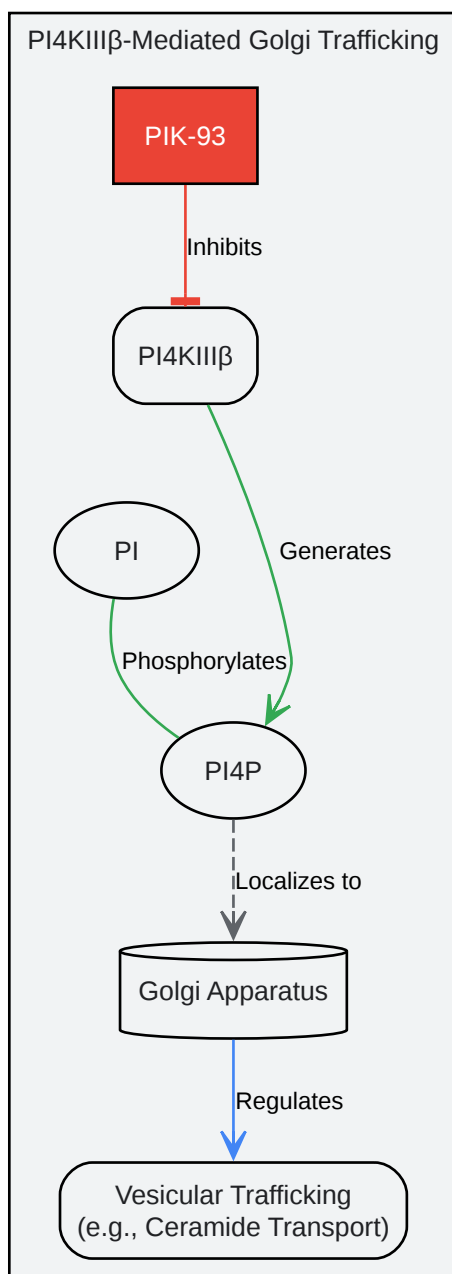 PI4KIIIβ-Mediated Golgi Trafficking
PIK-93
Inhibits
PI4KIIIβ
PI
Generates
Phosphorylates
PI4P
Localizes to
Golgi Apparatus
Regulates
Vesicular Trafficking
(e.g., Ceramide Transport)